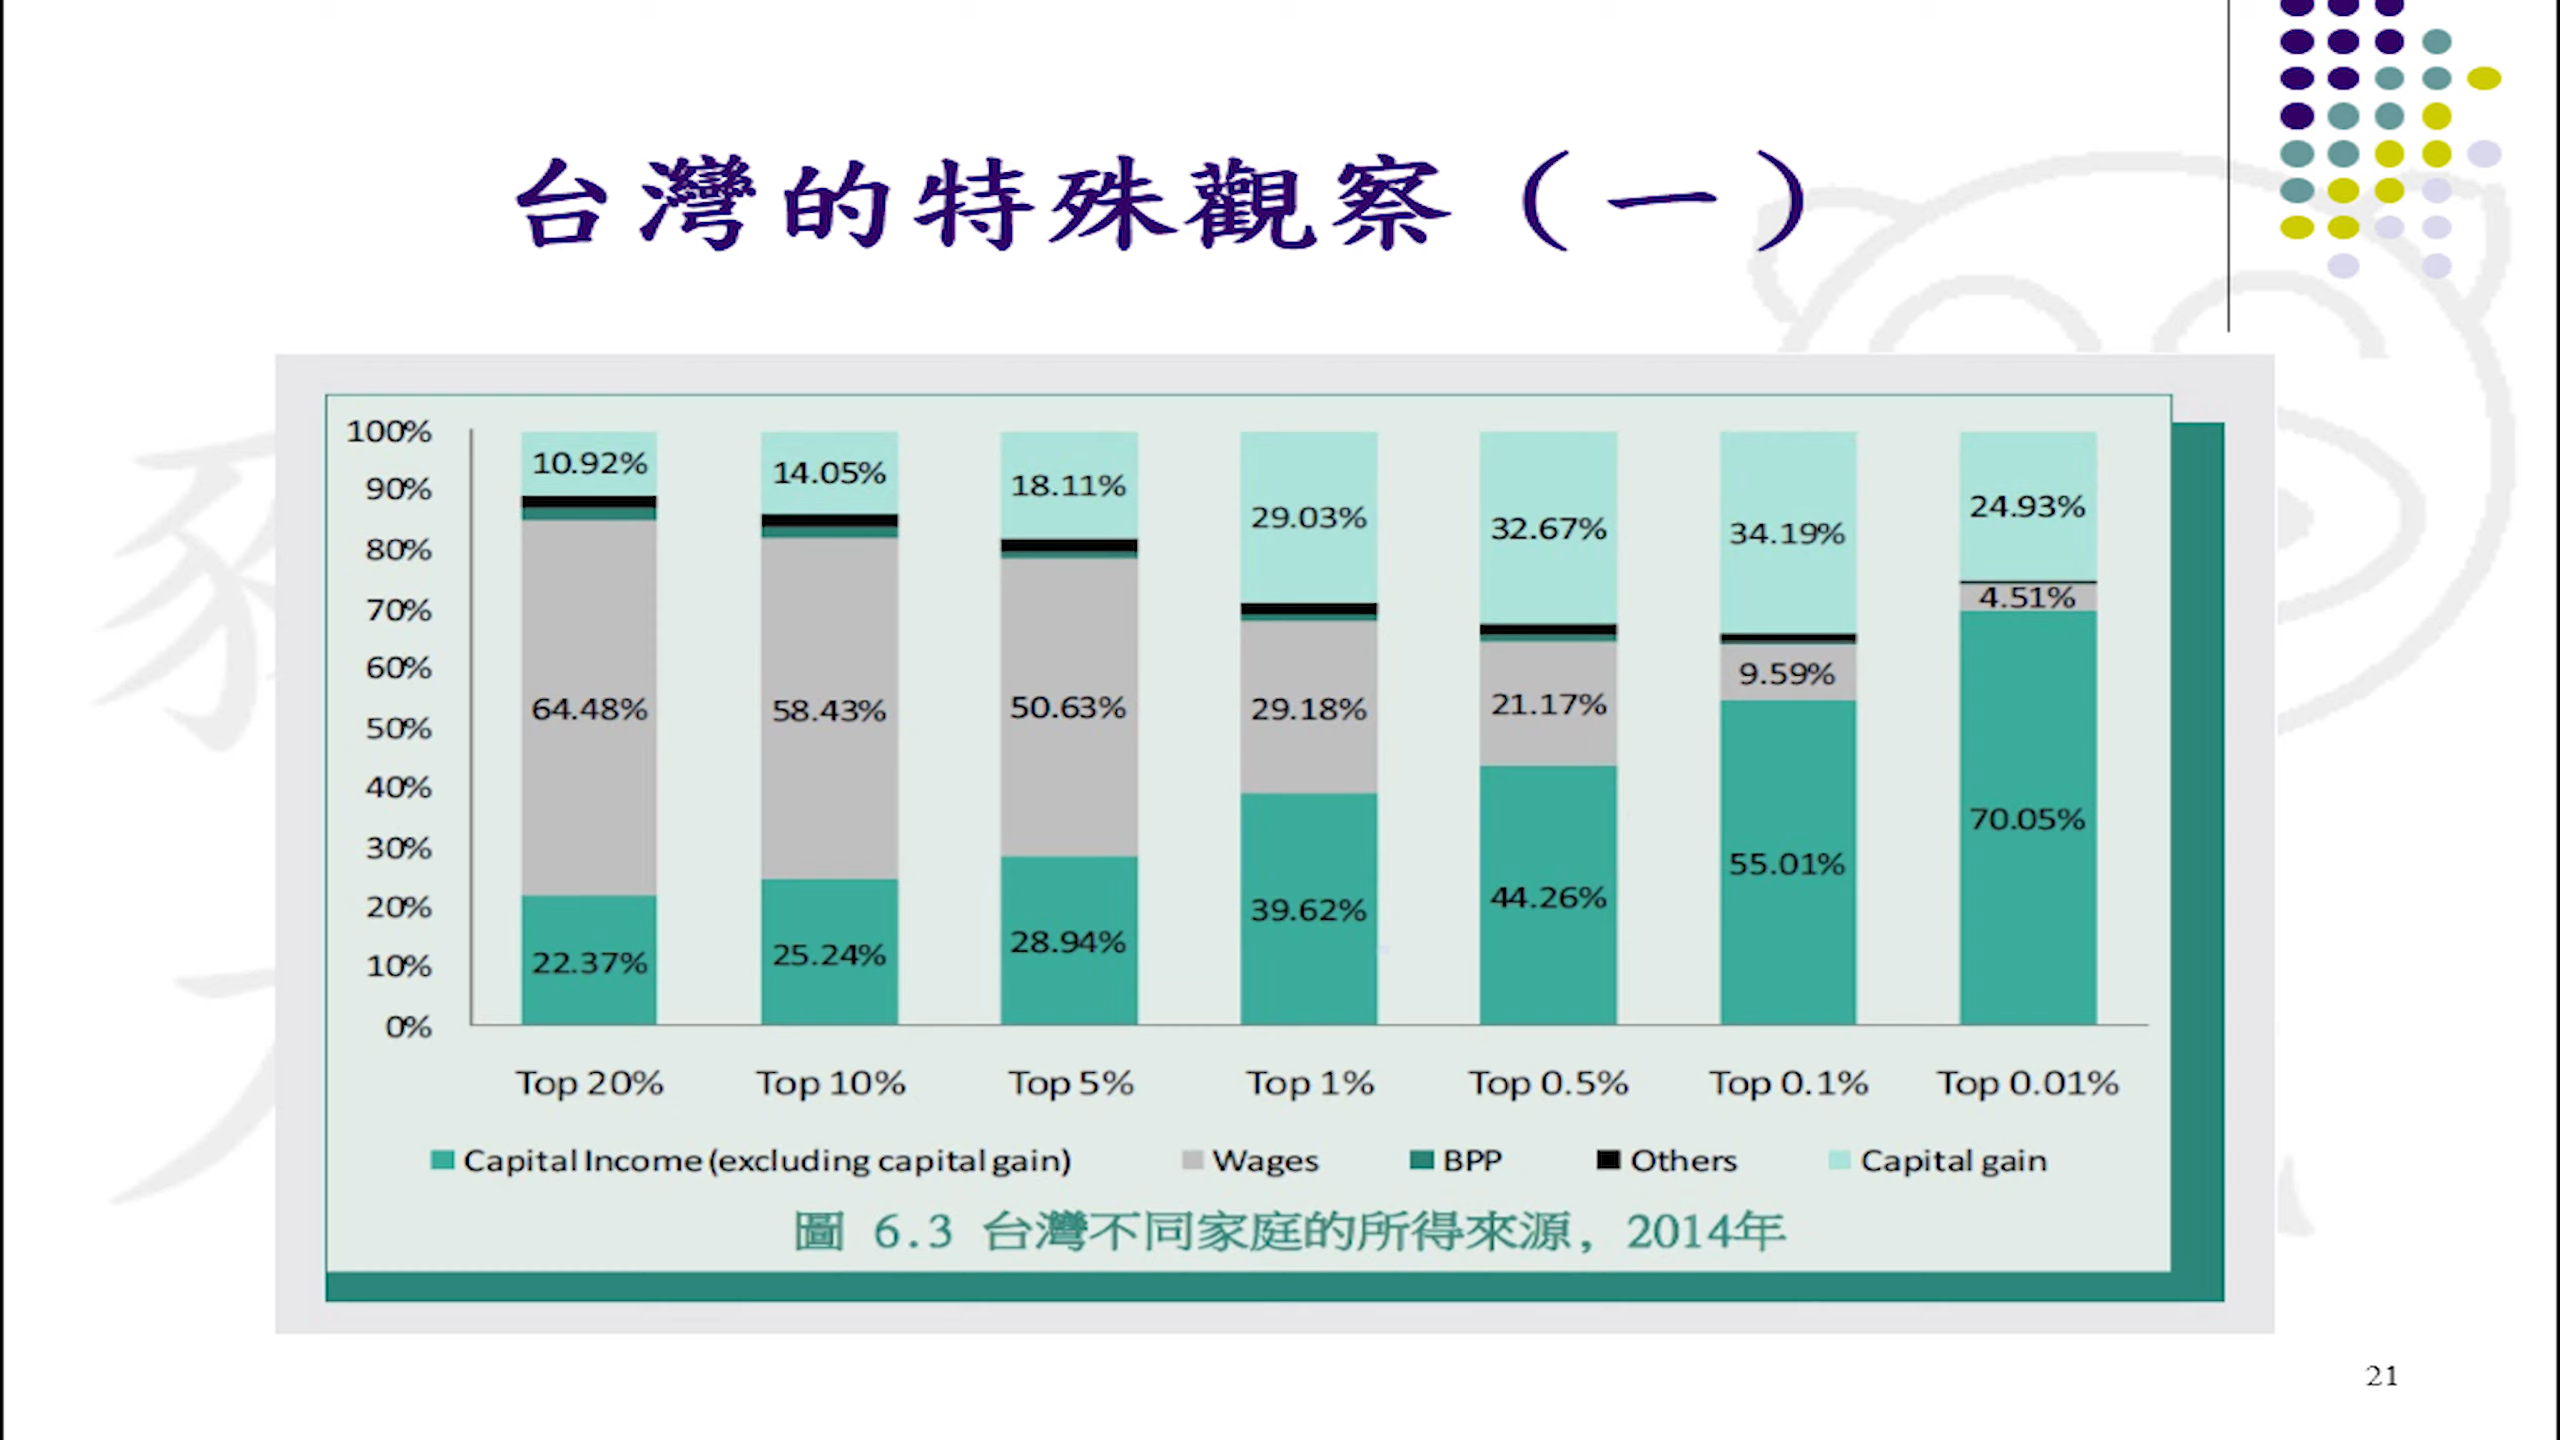 台灣的特殊觀察（一）
100%
90%
80%
70%
60%
50%
40%
30%
20%
10%
0%
10.92% 14.05% 18.11% 29.03% 32.67% 34.19% 24.93%
64.48% 58.43% 50.63% 29.18% 21.17% 9.59% 4.51%
22.37% 25.24% 28.94% 39.62% 44.26% 55.01% 70.05%
Top 20% Top 10% Top 5% Top 1% Top 0.5% Top 0.1% Top 0.01%
Capital Income (excluding capital gain) Wages BPP Others Capital gain
圖 6.3 台灣不同家庭的所得來源，2014年
21